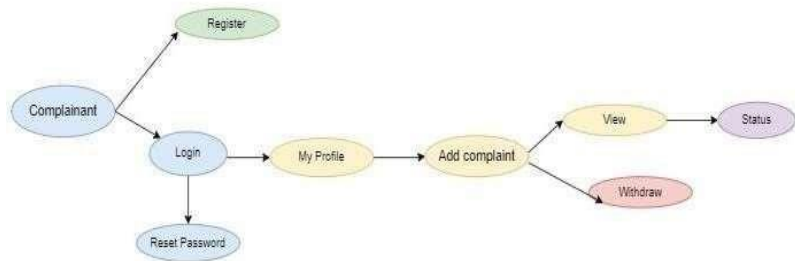 Register
Complainant
Login
My Profile
Add complaint
View
Status
Withdraw
Reset Password